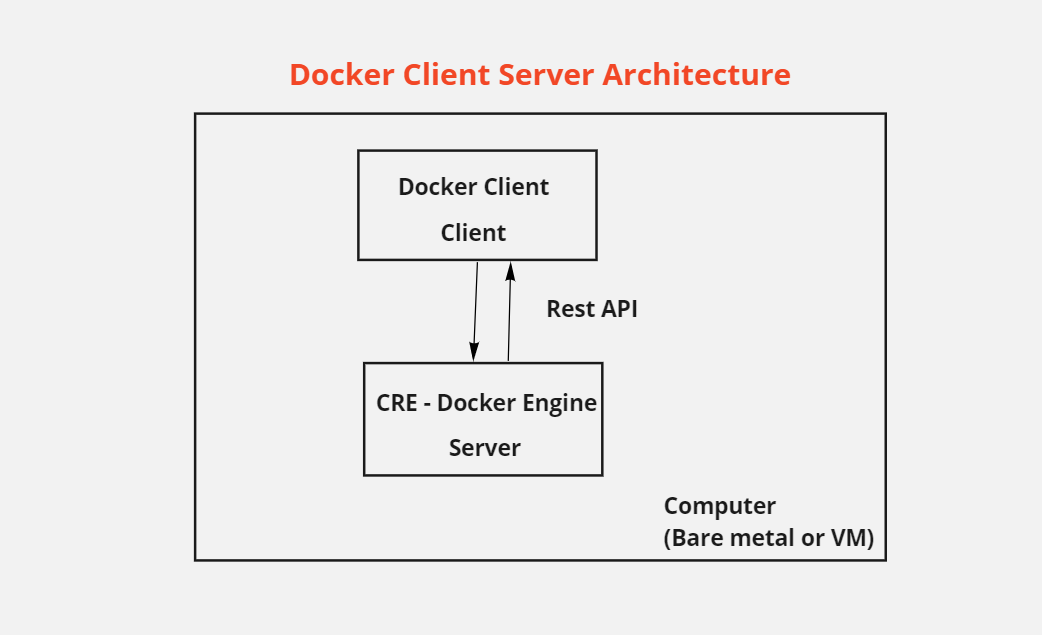 Docker Client Server Architecture
Docker Client
Client
Rest API
CRE - Docker Engine
Server
Computer
(Bare metal or VM)